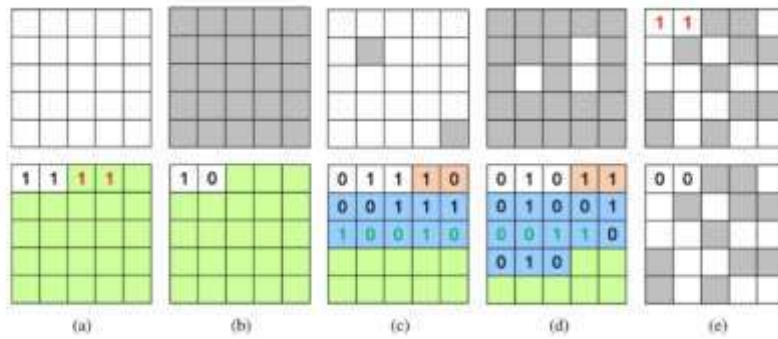 1 1
1 1 1 1
1 0
0 1 1 1 0
0 1 0 1 1
0 0 1 1 1
0 1 0 0 1
1 0 0 1 0
0 0 1 1 0
0 1 0
0 0
(a) (b) (c) (d) (e)